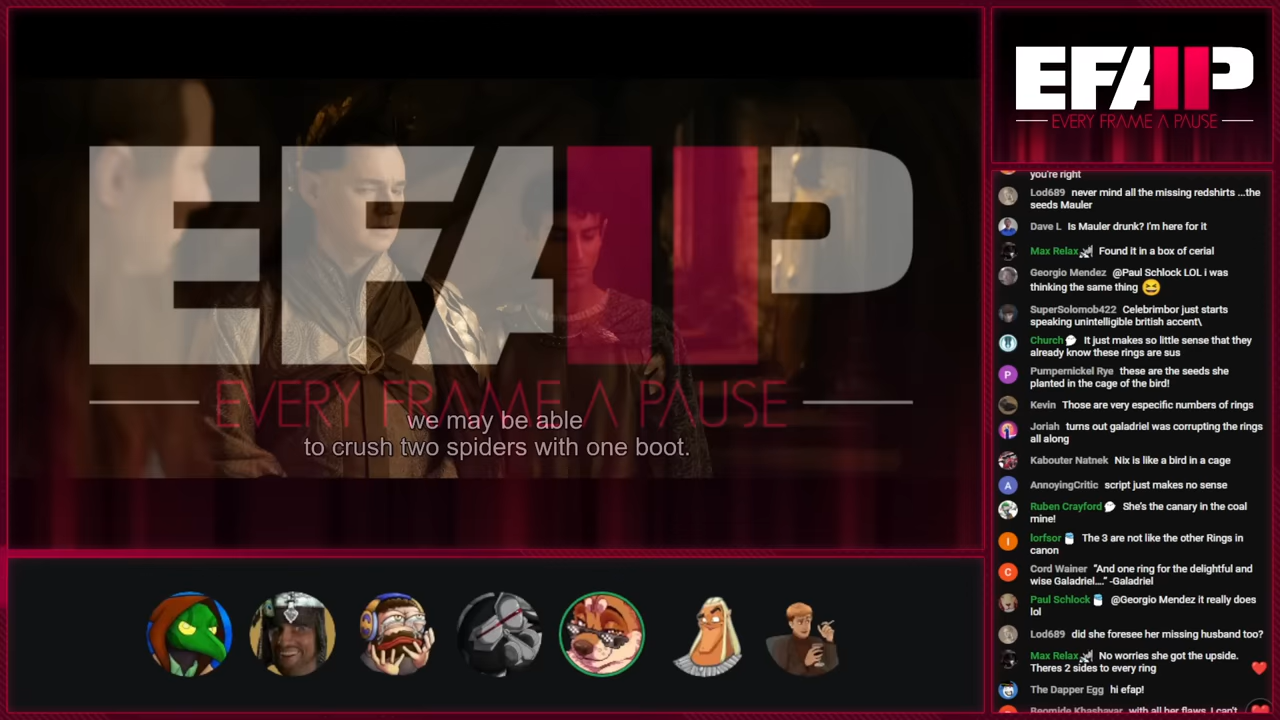 EFAP
EVERY FRAME A PAUSE
we may be able
to crush two spiders with one boot.
EFAP
EVERY FRAME A PAUSE
you're right
Lod689 never mind all the missing redshirts ...the
seeds Mauler
Dave L Is Mauler drunk? I'm here for it
Max Relax Found it in a box of cerial
Georgio Mendez @Paul Schlock LOL i was
thinking the same thing 😆
SuperSolomob422 Celebrimbor just starts
speaking unintelligible british accent\
Church It just makes so little sense that they
already know these rings are sus
P
Pumpernickel Rye these are the seeds she
planted in the cage of the bird!
Kevin Those are very especific numbers of rings
Joriah turns out galadriel was corrupting the rings
all along
Kabouter Natnek Nix is like a bird in a cage
A
AnnoyingCritic script just makes no sense
Ruben Crayford She's the canary in the coal
mine!
I
lorfsor The 3 are not like the other Rings in
canon
C
Cord Wainer “And one ring for the delightful and
wise Galadriel....” -Galadriel
Paul Schlock @Georgio Mendez it really does
lol
Lod689 did she foresee her missing husband too?
Max Relax No worries she got the upside.
Theres 2 sides to every ring
The Dapper Egg hi efap!
Beomide Khashayar with all her flaws, I can't